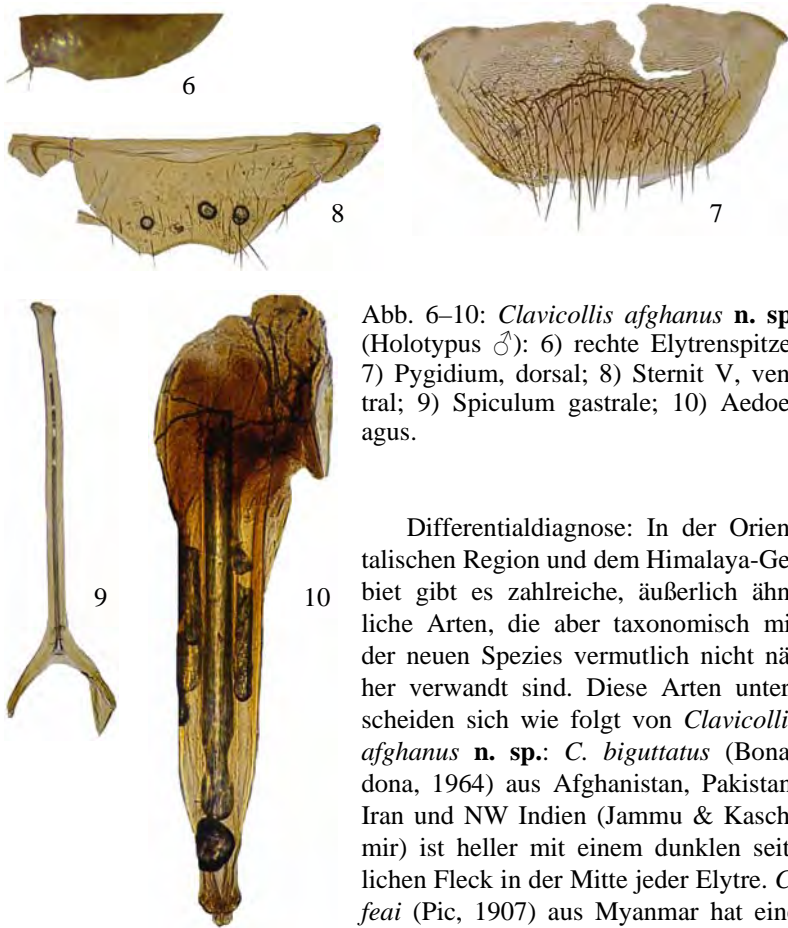 6
7
8
9
10
Abb. 6–10: Clavicollis afghanus n. sp
(Holotypus ♂): 6) rechte Elytrenspitze
7) Pygidium, dorsal; 8) Sternit V, ven
tral; 9) Spiculum gastrale; 10) Aedoe
agus.
Differentialdiagnose: In der Orien
talischen Region und dem Himalaya-Ge
biet gibt es zahlreiche, äußerlich ähn
liche Arten, die aber taxonomisch mi
der neuen Spezies vermutlich nicht nä
her verwandt sind. Diese Arten unter
scheiden sich wie folgt von Clavicolli
afghanus n. sp.: C. biguttatus (Bona
dona, 1964) aus Afghanistan, Pakistan
Iran und NW Indien (Jammu & Kasch
mir) ist heller mit einem dunklen seit
lichen Fleck in der Mitte jeder Elytre. C
feai (Pic, 1907) aus Myanmar hat ein